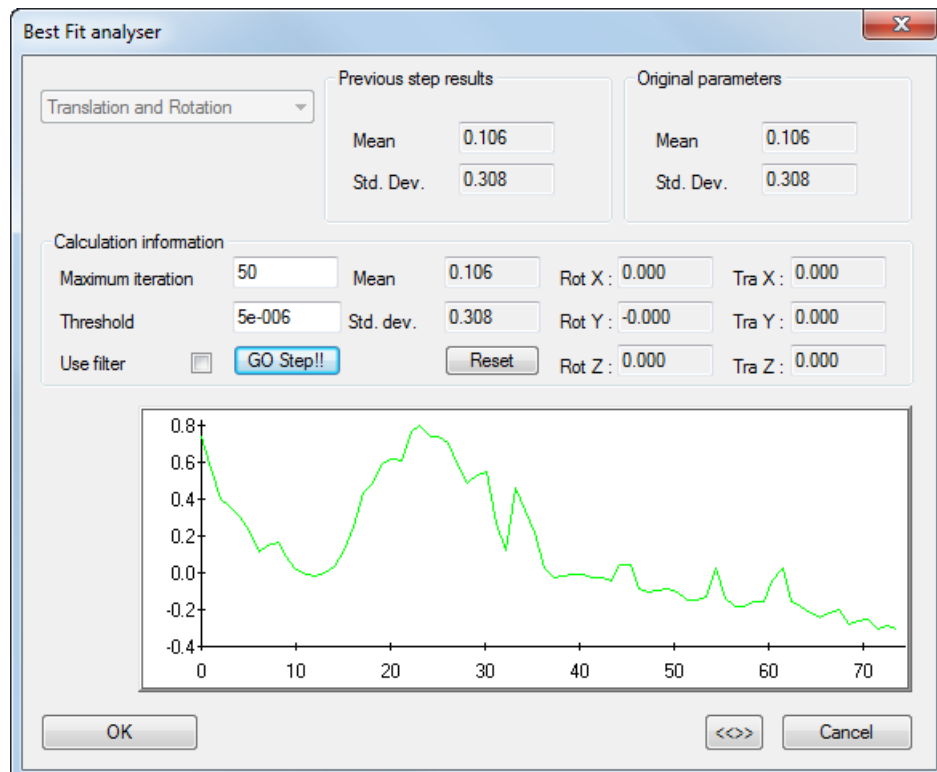 Best Fit analyser
X
Translation and Rotation
Previous step results
Mean 0.106
Std. Dev. 0.308
Original parameters
Mean 0.106
Std. Dev. 0.308
Calculation information
Maximum iteration 50 Mean 0.106 Rot X : 0.000 Tra X : 0.000
Threshold 5e-006 Std. dev. 0.308 Rot Y : -0.000 Tra Y : 0.000
Use filter GO Step!! Reset Rot Z : 0.000 Tra Z : 0.000
0.8
0.6
0.4
0.2
0.0
-0.2
-0.4
0 10 20 30 40 50 60 70
OK <<>> Cancel